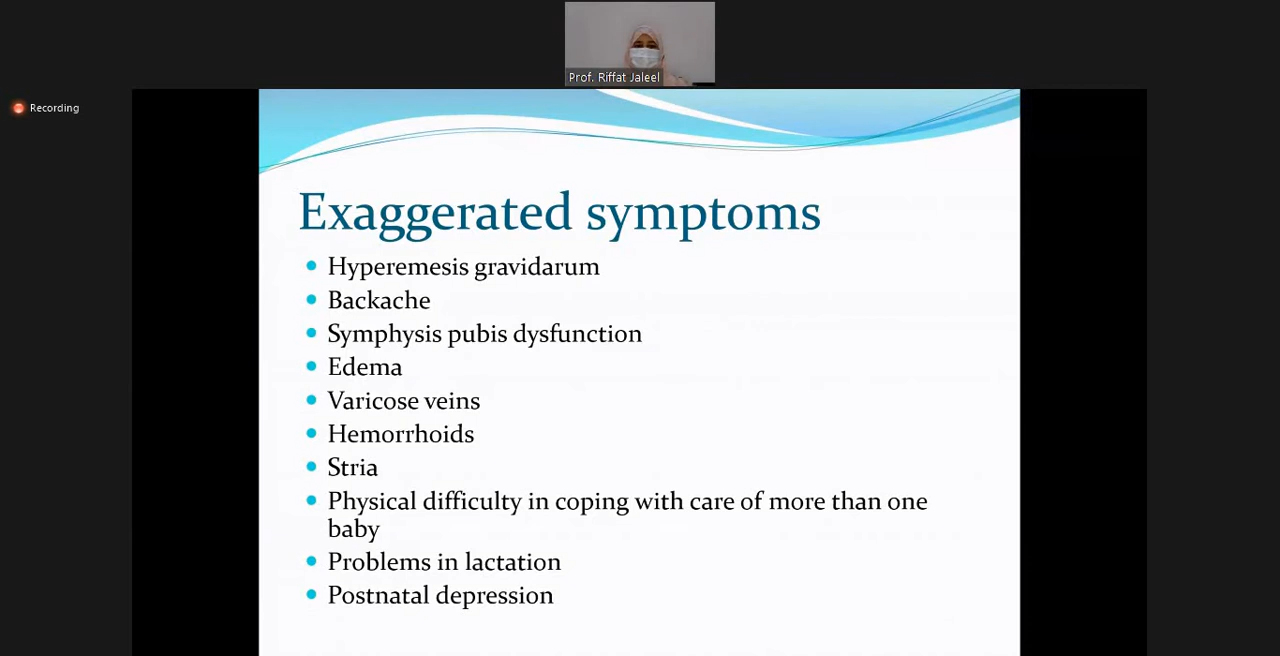 Prof. Riffat Jaleel
Recording
Exaggerated symptoms
Hyperemesis gravidarum
Backache
Symphysis pubis dysfunction
Edema
Varicose veins
Hemorrhoids
Stria
Physical difficulty in coping with care of more than one
baby
Problems in lactation
Postnatal depression